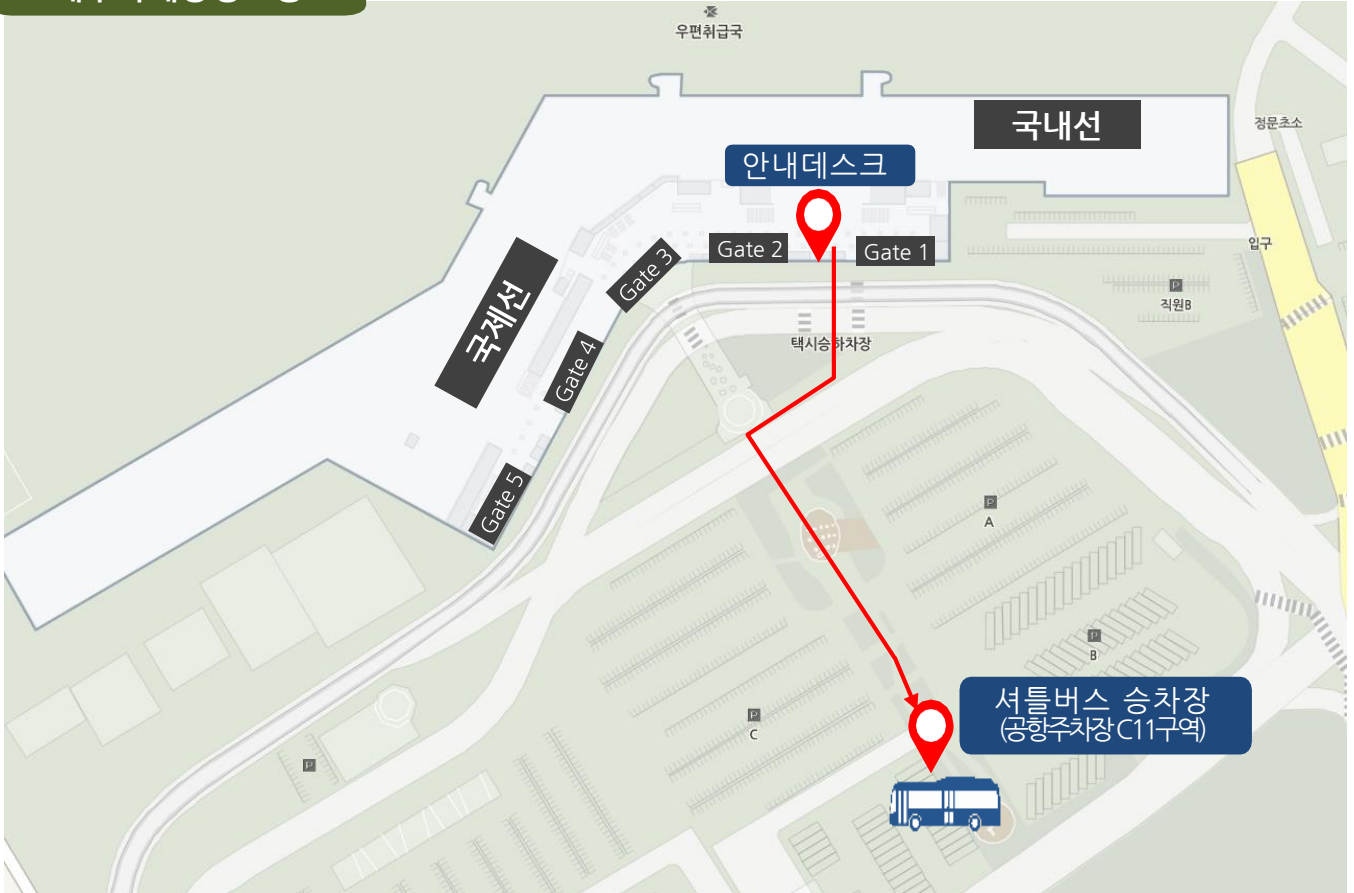 우편취급국
국내선
정문초소
안내데스크
입구
Gate 2
Gate 1
Gate 3
국제선
P
직원B
택시승하차장
Gate 4
Gate 5
P
A
P
B
셔틀버스 승차장
(공항주차장 C11구역)
P
C
P